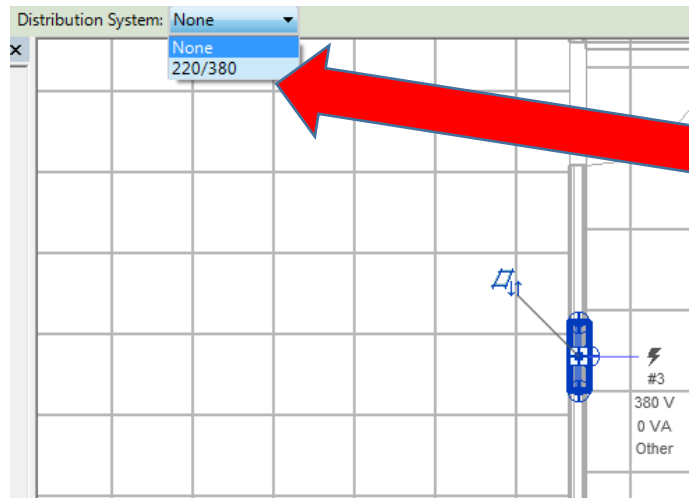 Distribution System: None
None
220/380
#3
380 V
0 VA
Other